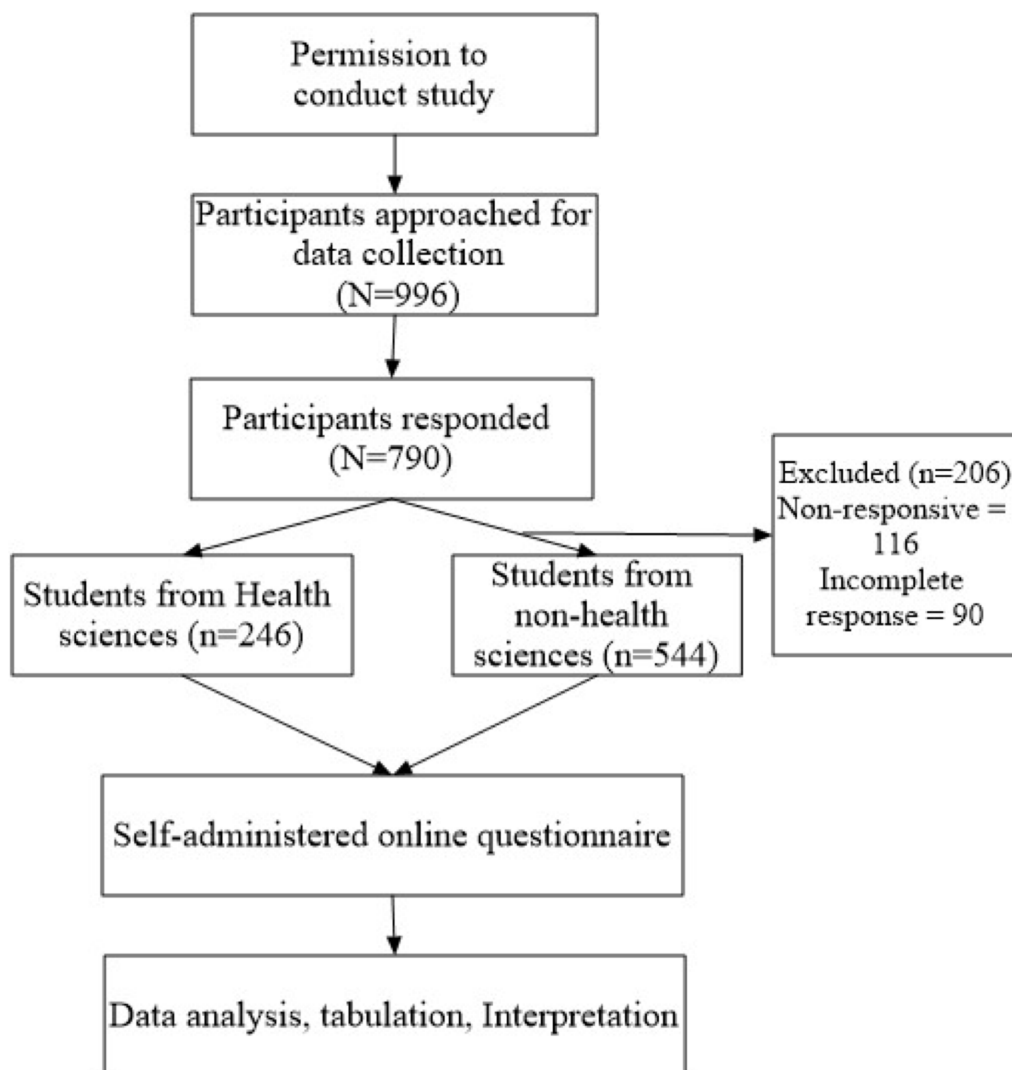 Permission to
conduct study
Participants approached for
data collection
(N=996)
Participants responded
(N=790)
Excluded (n=206)
Non-responsive =
116
Incomplete
response = 90
Students from Health
sciences (n=246)
Students from
non-health
sciences (n=544)
Self-administered online questionnaire
Data analysis, tabulation, Interpretation